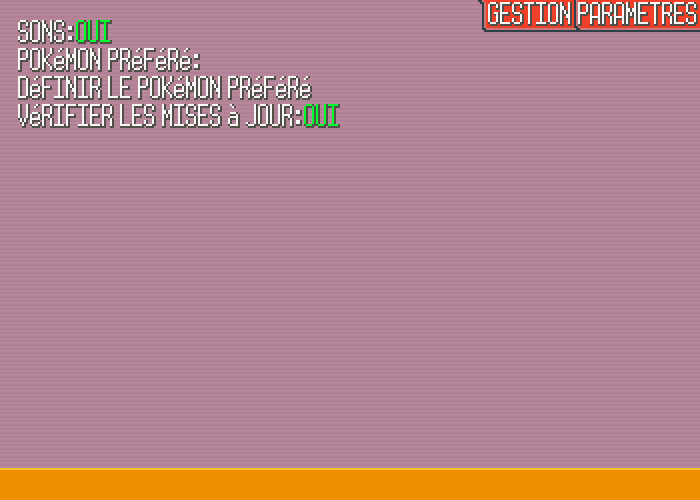 GESTION PARAMETRES
SONS:OUI
POKéMON PRéFéRé:
DéFINIR LE POKéMON PRéFéRé
VéRIFIER LES MISES à JOUR:OUI